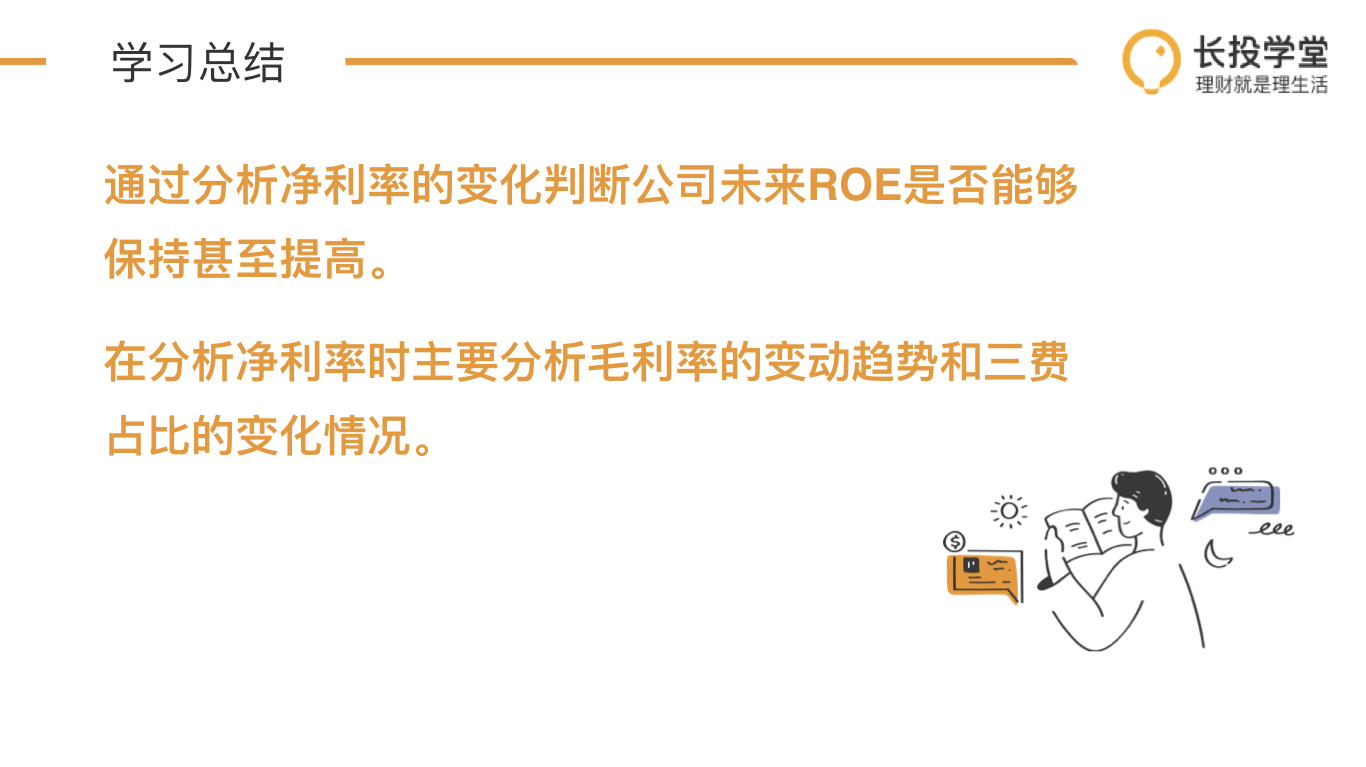 学习总结
长投学堂
理财就是理生活
通过分析净利率的变化判断公司未来ROE是否能够
保持甚至提高。
在分析净利率时主要分析毛利率的变动趋势和三费
占比的变化情况。